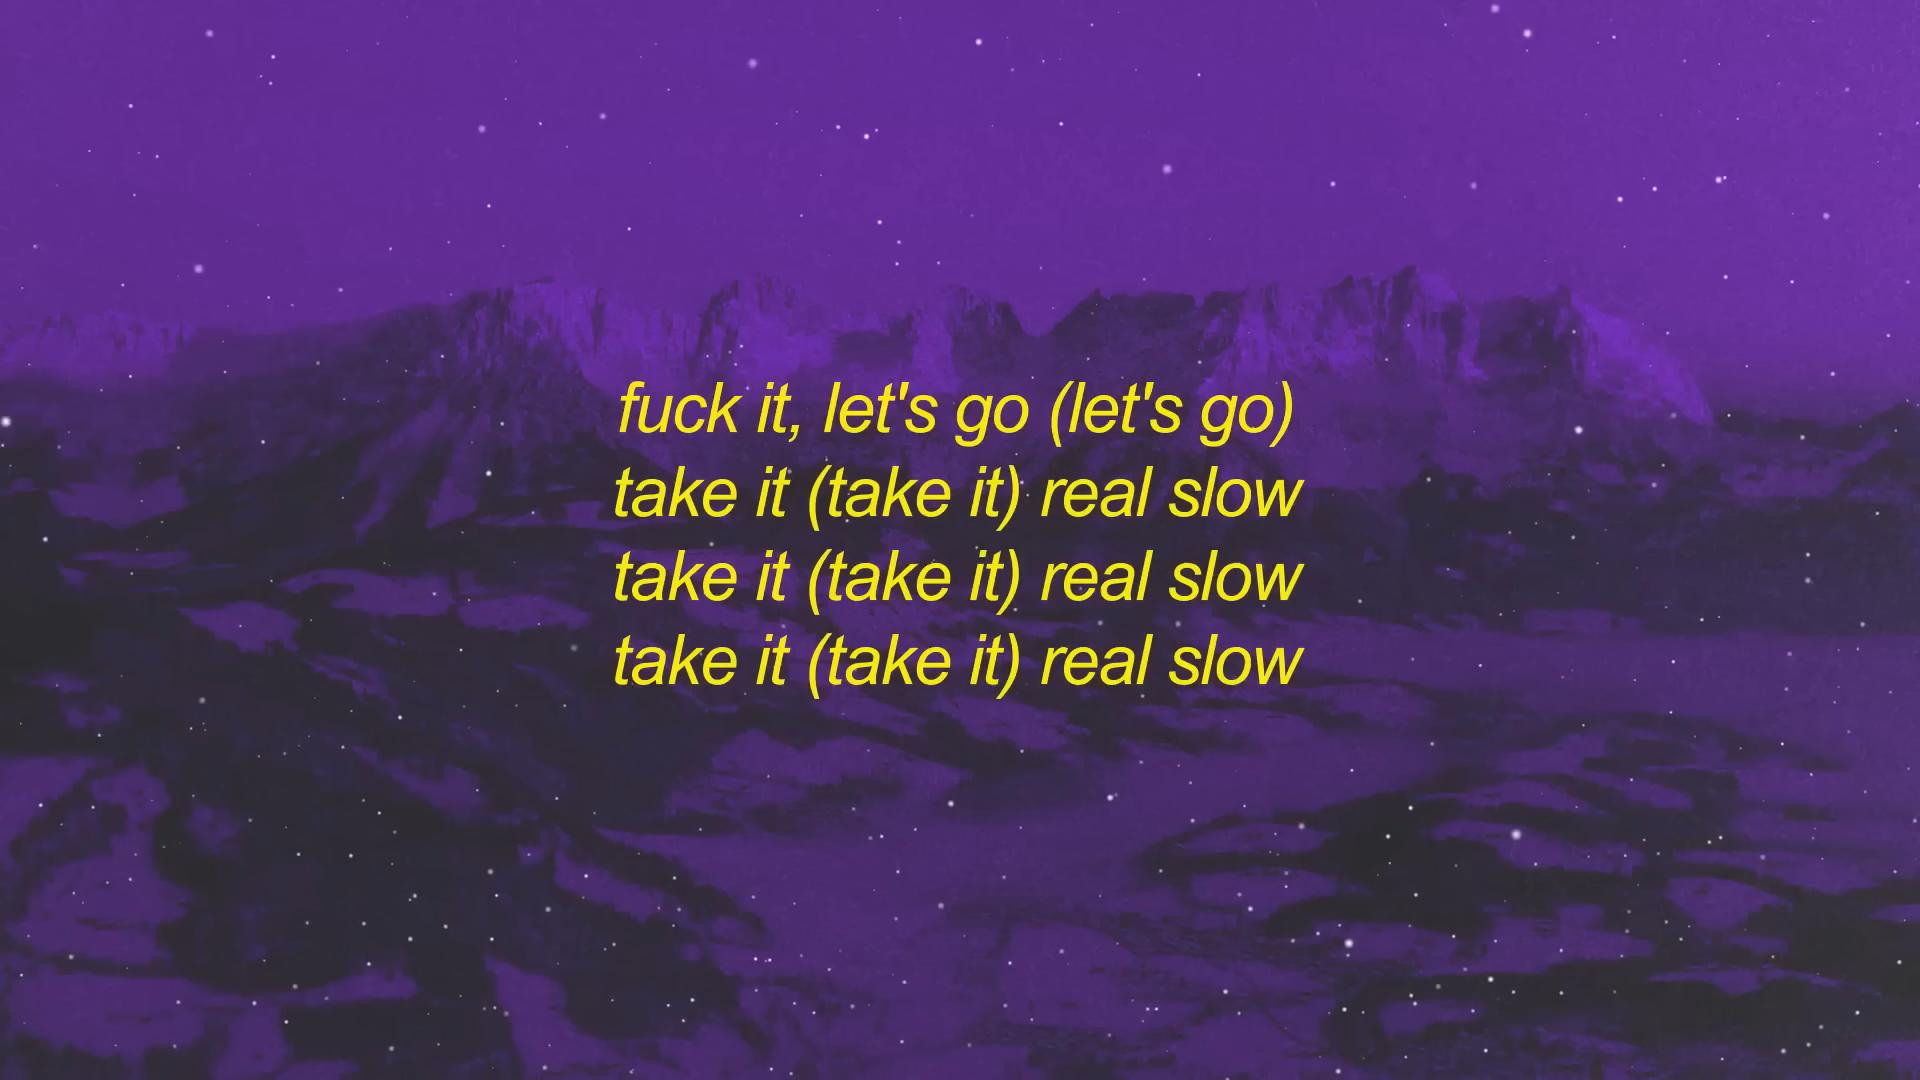 fuck it, let's go (let's go)
take it (take it) real slow
take it (take it) real slow
take it (take it) real slow